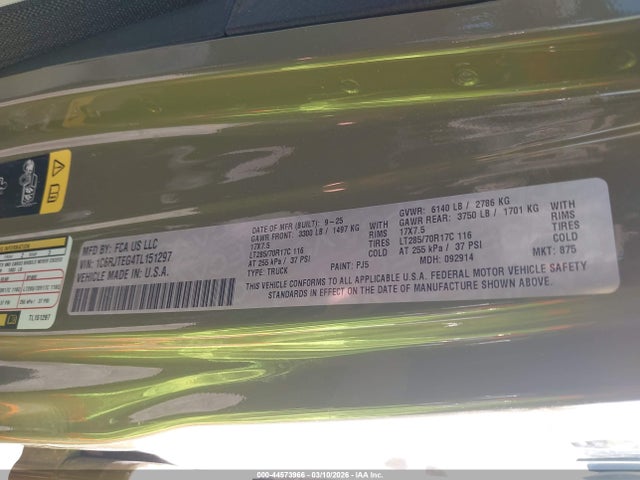 MFD BY: FCA US LLC
DATE OF MFR (BUILT): 9-25
GVWR: 6140 LB / 2786 KG
GAWR FRONT: 3300 LB / 1497 KG WITH
17X7.5 RIMS
LT285/70R17C 116 TIRES
AT 255 kPa / 37 PSI COLD
GAWR REAR: 3750 LB / 1701 KG WITH
17X7.5 RIMS
LT285/70R17C 116 TIRES
AT 255 kPa / 37 PSI COLD
VIN: 1C6RJTEG4TL151297
TYPE: TRUCK
PAINT: PJ5
MDH: 092914
MKT: 875
VEHICLE MADE IN U.S.A.
THIS VEHICLE CONFORMS TO ALL APPLICABLE U.S.A. FEDERAL MOTOR VEHICLE SAFETY
STANDARDS IN EFFECT ON THE DATE OF MANUFACTURE SHOWN ABOVE.
TL151297
000-44573966 - 03/10/2026 - IAA Inc.